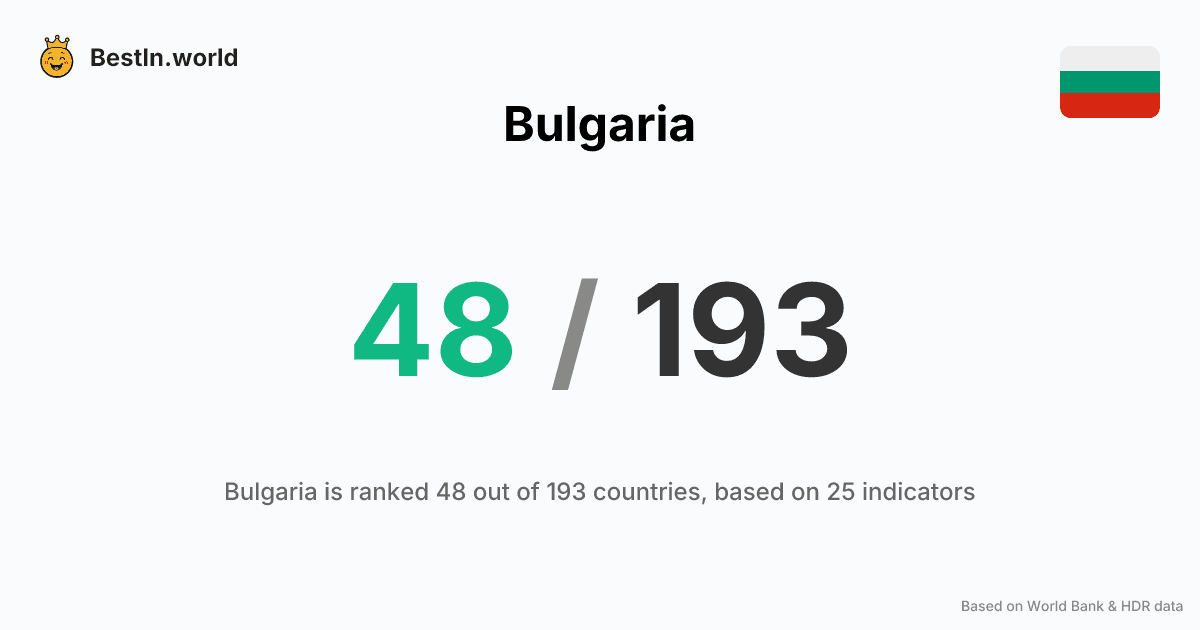 BestIn.world
Bulgaria
48 / 193
Bulgaria is ranked 48 out of 193 countries, based on 25 indicators
Based on World Bank & HDR data